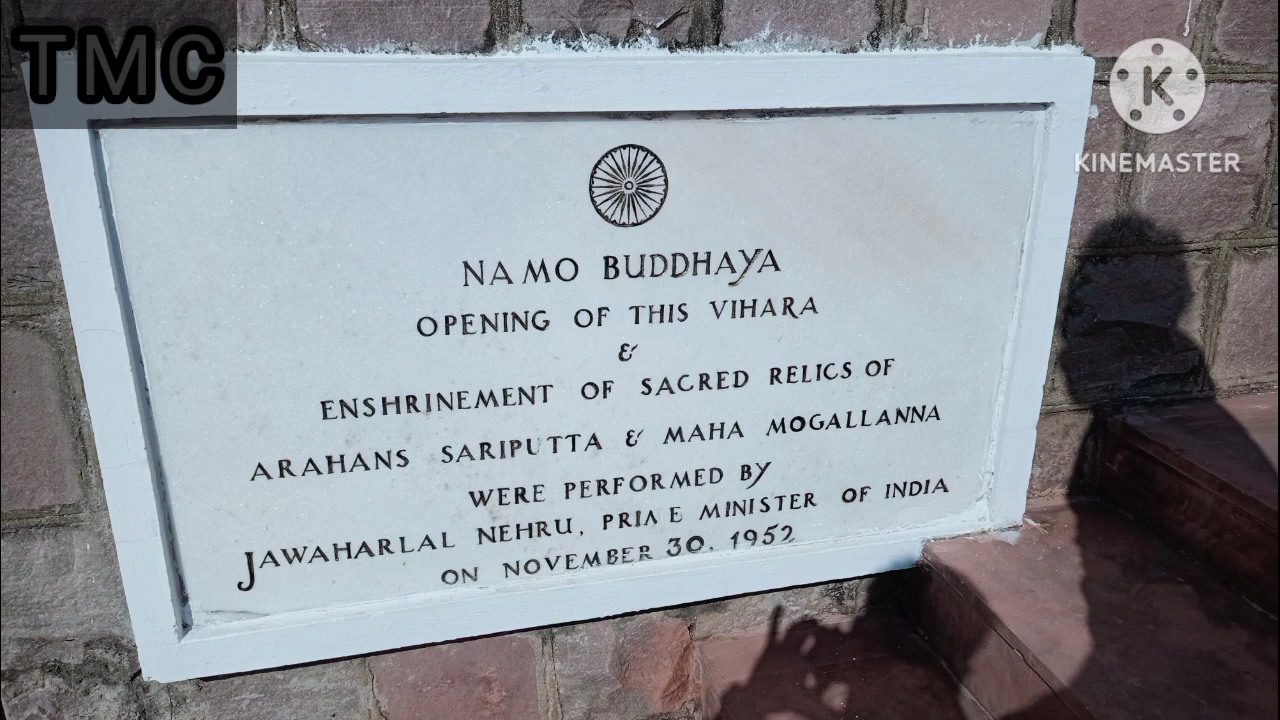 TMC
KINEMASTER
NAMO BUDDHAYA
OPENING OF THIS VIHARA
&
ENSHRINEMENT OF SACRED RELICS OF
ARAHANS SARIPUTTA & MAHA MOGALLANNA
WERE PERFORMED BY
JAWAHARLAL NEHRU, PRIME MINISTER OF INDIA
ON NOVEMBER 30, 1952